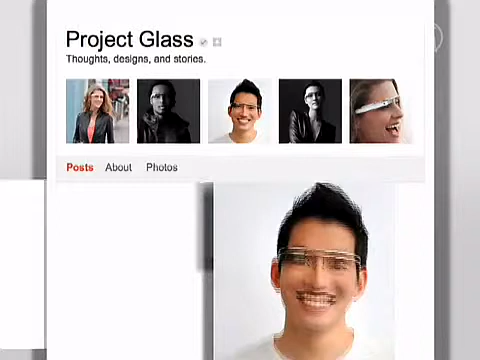 Project Glass
Thoughts, designs, and stories.
Posts About Photos